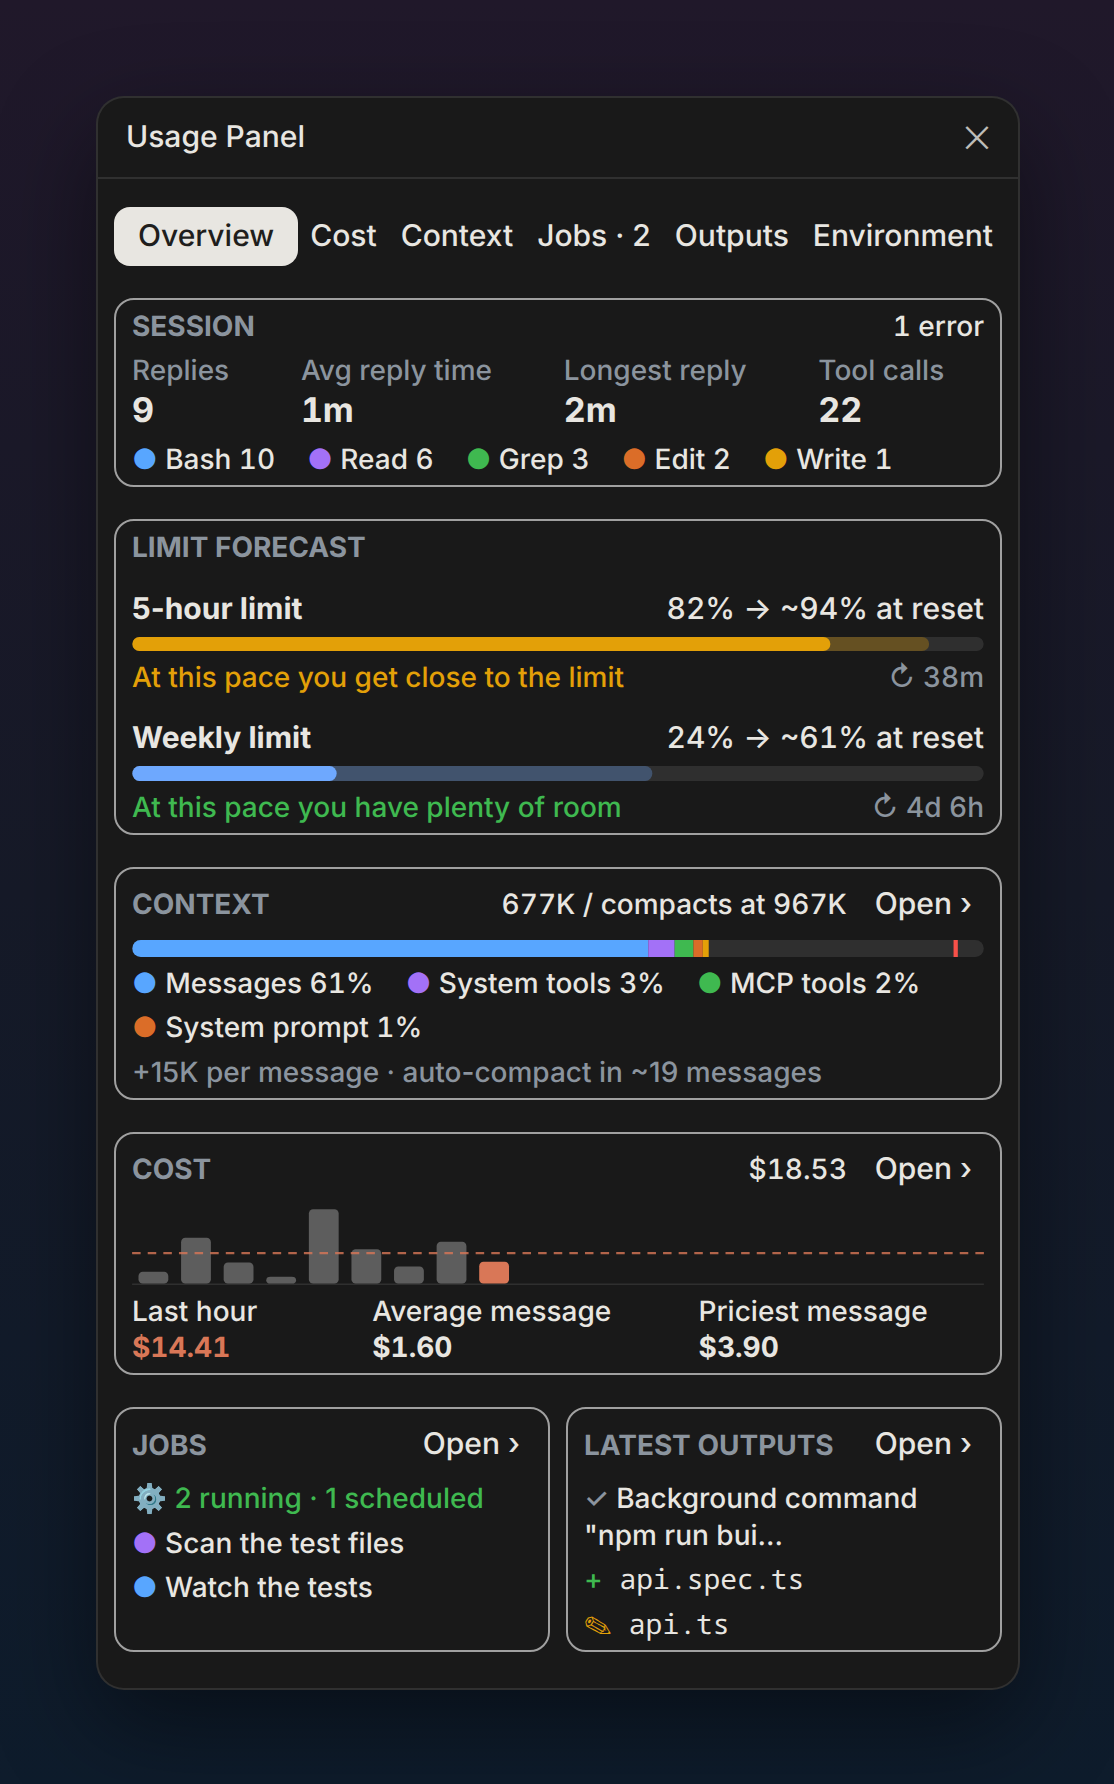 Usage Panel
Overview Cost Context Jobs · 2 Outputs Environment
SESSION 1 error
Replies Avg reply time Longest reply Tool calls
9 1m 2m 22
Bash 10 Read 6 Grep 3 Edit 2 Write 1
LIMIT FORECAST
5-hour limit 82% → ~94% at reset
At this pace you get close to the limit ↻ 38m
Weekly limit 24% → ~61% at reset
At this pace you have plenty of room ↻ 4d 6h
CONTEXT 677K / compacts at 967K Open ›
Messages 61% System tools 3% MCP tools 2%
System prompt 1%
+15K per message · auto-compact in ~19 messages
COST $18.53 Open ›
Last hour Average message Priciest message
$14.41 $1.60 $3.90
JOBS Open ›
⚙️ 2 running · 1 scheduled
Scan the test files
Watch the tests
LATEST OUTPUTS Open ›
✓ Background command
"npm run bui...
+ api.spec.ts
✎ api.ts